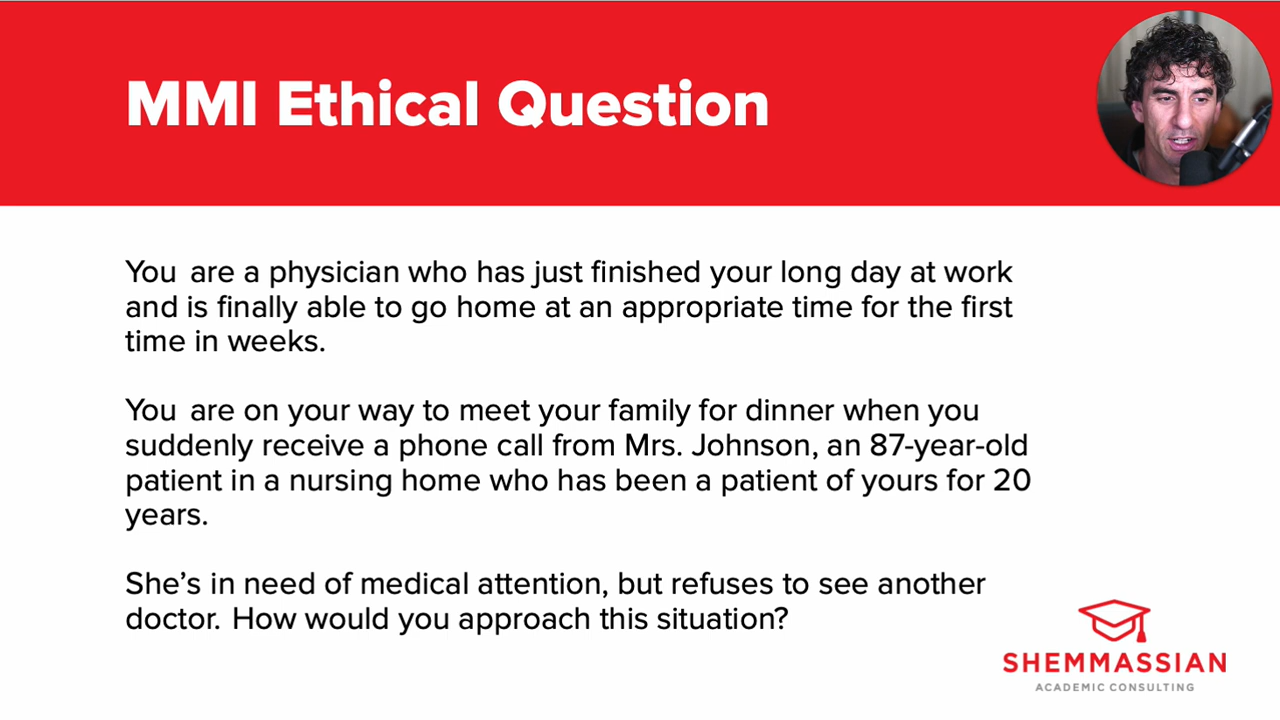 MMI Ethical Question
You are a physician who has just finished your long day at work
and is finally able to go home at an appropriate time for the first
time in weeks.
You are on your way to meet your family for dinner when you
suddenly receive a phone call from Mrs. Johnson, an 87-year-old
patient in a nursing home who has been a patient of yours for 20
years.
She’s in need of medical attention, but refuses to see another
doctor. How would you approach this situation?
SHEMMASSIAN
ACADEMIC CONSULTING